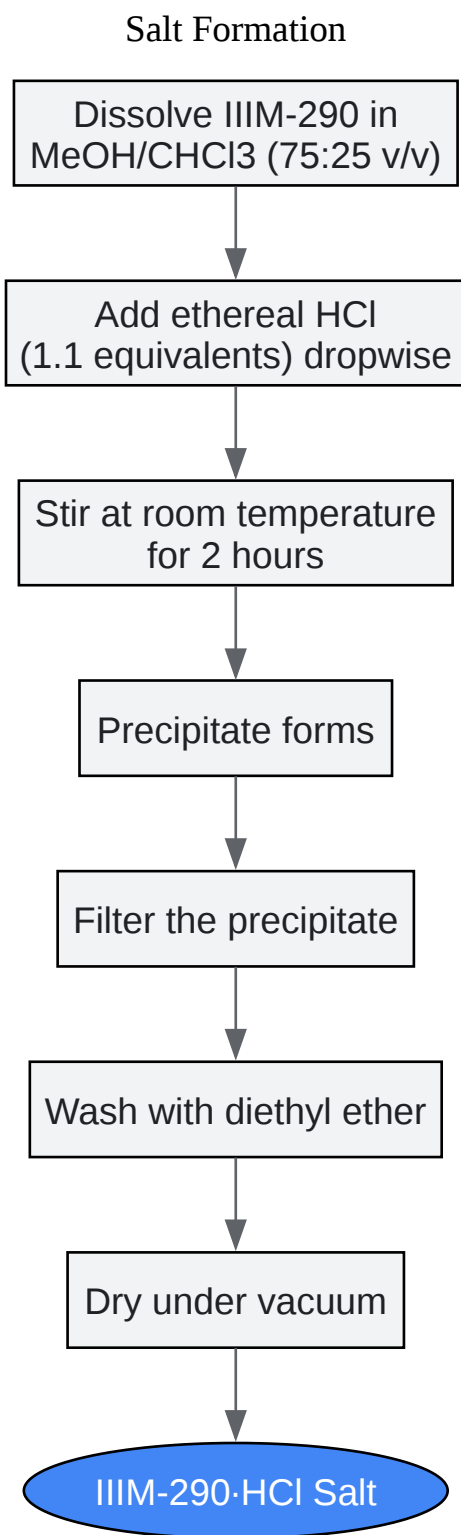 Salt Formation
Dissolve IIIM-290 in
MeOH/CHCl3 (75:25 v/v)
Add ethereal HCl
(1.1 equivalents) dropwise
Stir at room temperature
for 2 hours
Precipitate forms
Filter the precipitate
Wash with diethyl ether
Dry under vacuum
IIIM-290·HCl Salt